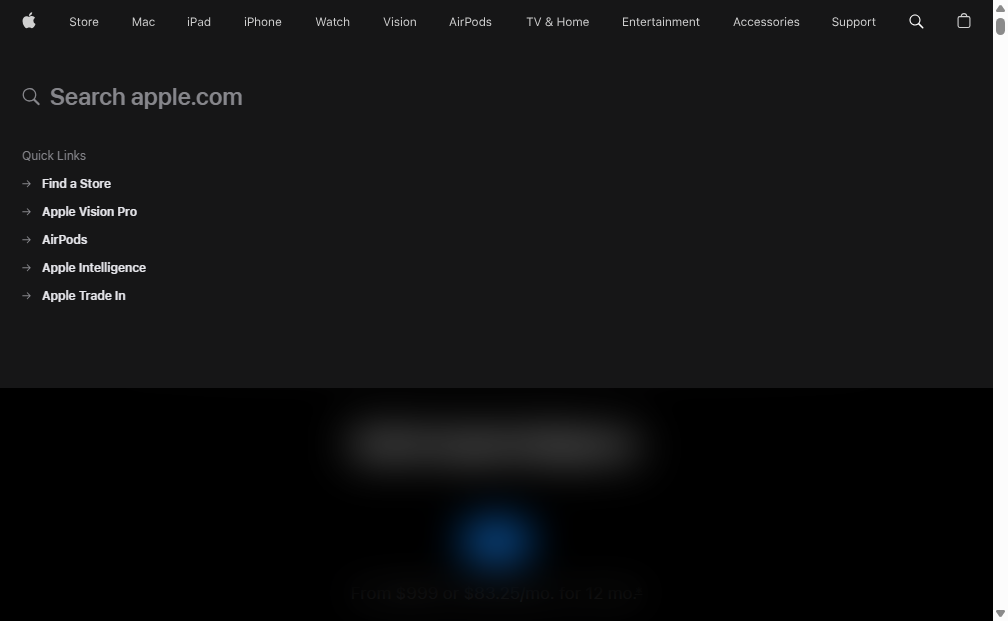 Store Mac iPad iPhone Watch Vision AirPods TV & Home Entertainment Accessories Support
Search apple.com
Quick Links
→ Find a Store
→ Apple Vision Pro
→ AirPods
→ Apple Intelligence
→ Apple Trade In
From $999 or $83.25/mo. for 12 mo.